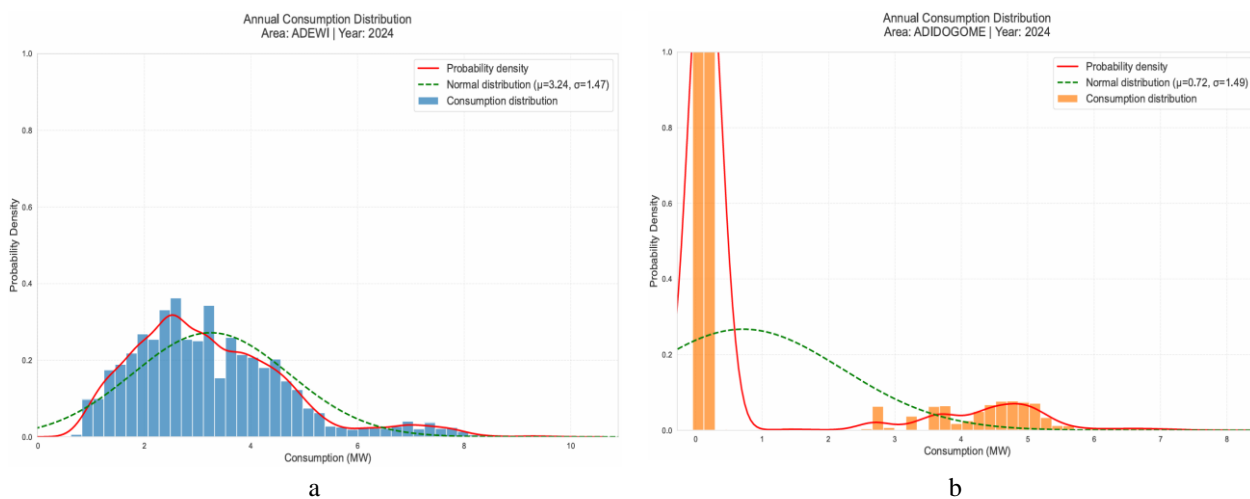 Annual Consumption Distribution
Area: ADEWI | Year: 2024
1.0
0.8
0.6
0.4
0.2
0.0
Probability Density
Probability density
Normal distribution (μ=3.24, σ=1.47)
Consumption distribution
0 2 4 6 8 10
Consumption (MW)
a
Annual Consumption Distribution
Area: ADIDOGOME | Year: 2024
1.0
0.8
0.6
0.4
0.2
0.0
Probability Density
Probability density
Normal distribution (μ=0.72, σ=1.49)
Consumption distribution
0 1 2 3 4 5 6 7 8
Consumption (MW)
b